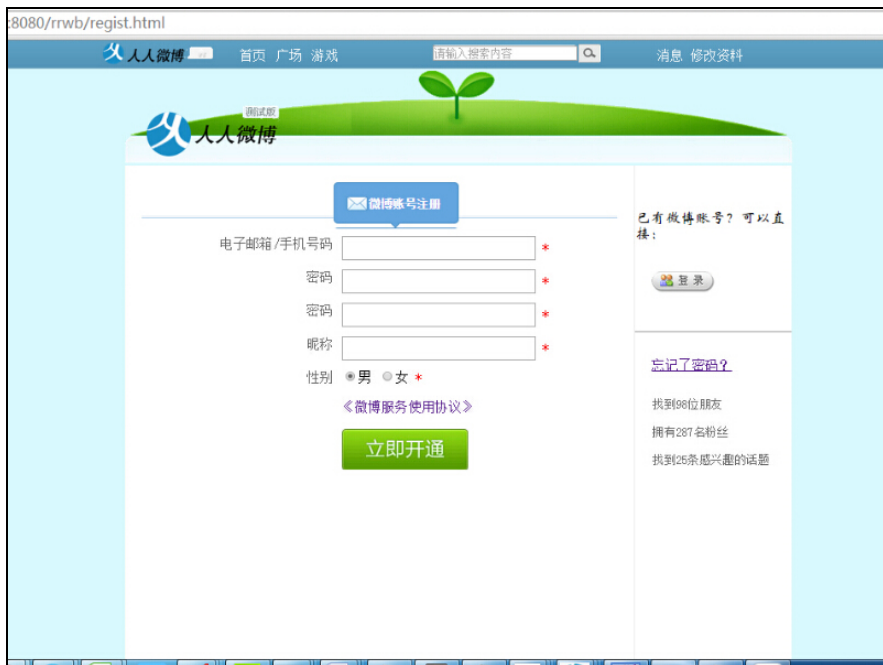 :8080/rrwb/regist.html
人人微博
首页 广场 游戏
请输入搜索内容
消息 修改资料
测试版
人人微博
微博账号注册
电子邮箱/手机号码 *
密码 *
密码 *
昵称 *
性别 男 女 *
《微博服务使用协议》
立即开通
已有微博账号？可以直
接：
登录
忘记了密码？
找到98位朋友
拥有287名粉丝
找到25条感兴趣的话题